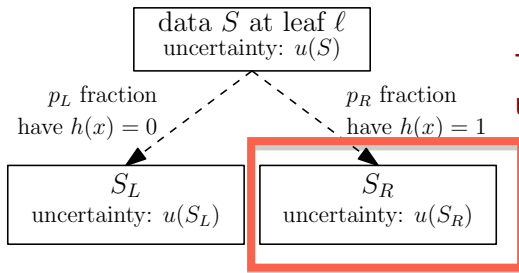 data S at leaf ℓ
uncertainty: u(S)
p_L fraction
have h(x) = 0
p_R fraction
have h(x) = 1
S_L
uncertainty: u(S_L)
S_R
uncertainty: u(S_R)